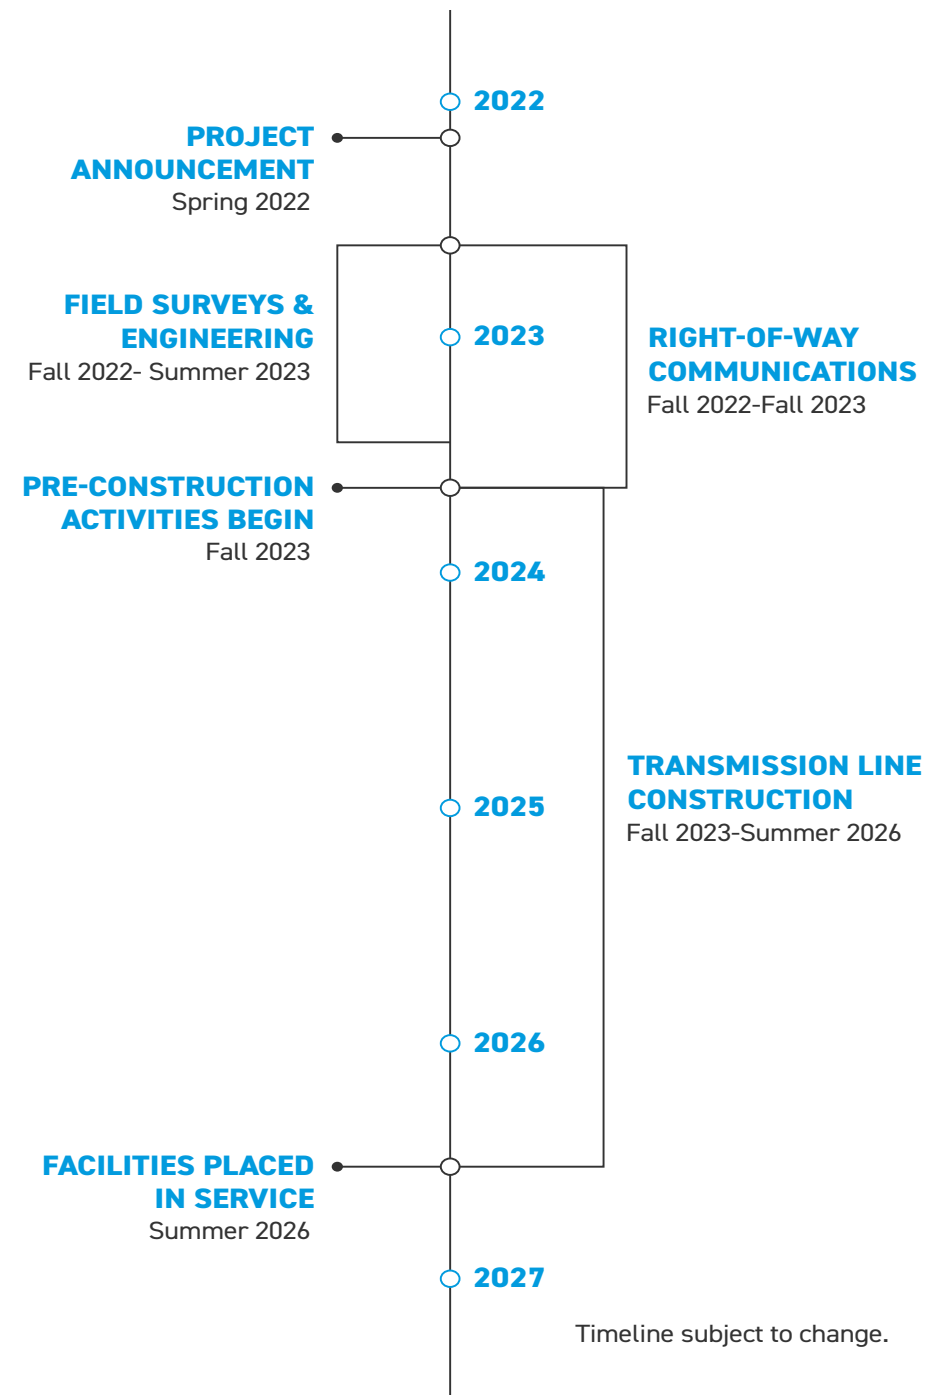 2022
PROJECT
ANNOUNCEMENT
Spring 2022
FIELD SURVEYS &
ENGINEERING
Fall 2022- Summer 2023
2023
RIGHT-OF-WAY
COMMUNICATIONS
Fall 2022-Fall 2023
PRE-CONSTRUCTION
ACTIVITIES BEGIN
Fall 2023
2024
2025
TRANSMISSION LINE
CONSTRUCTION
Fall 2023-Summer 2026
2026
FACILITIES PLACED
IN SERVICE
Summer 2026
2027
Timeline subject to change.